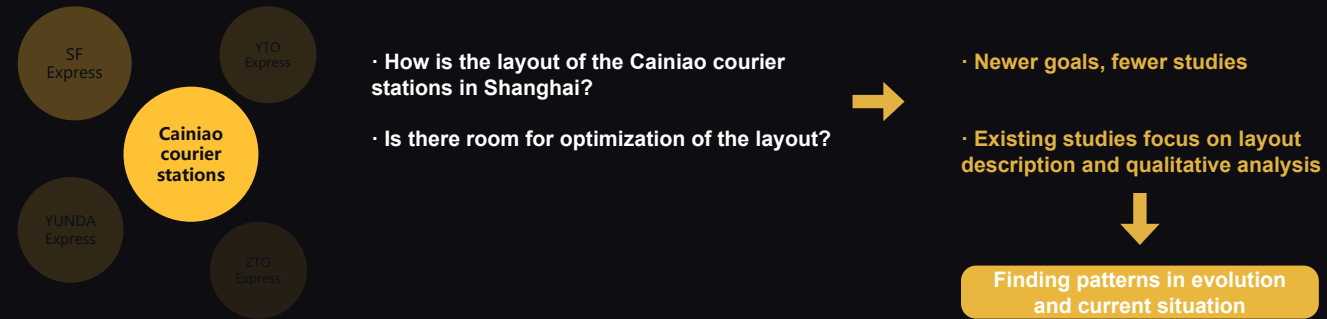 SF
Express
YTO
Express
Cainiao
courier
stations
YUNDA
Express
ZTO
Express
· How is the layout of the Cainiao courier
stations in Shanghai?
· Is there room for optimization of the layout?
· Newer goals, fewer studies
· Existing studies focus on layout
description and qualitative analysis
Finding patterns in evolution
and current situation